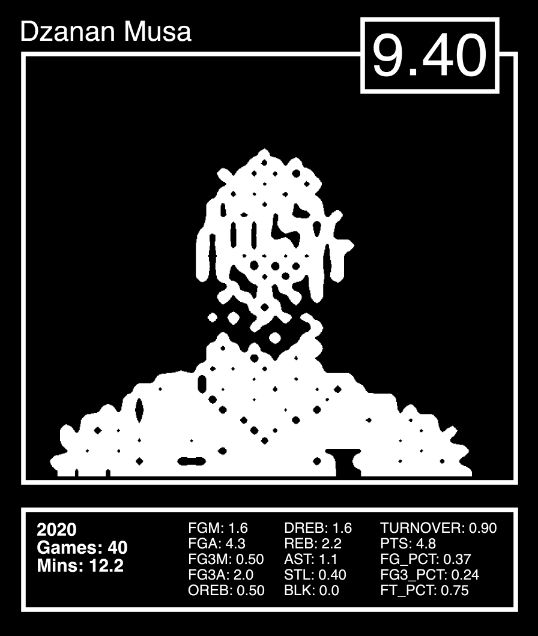 Dzanan Musa
9.40
2020
Games: 40
Mins: 12.2
FGM: 1.6
FGA: 4.3
FG3M: 0.50
FG3A: 2.0
OREB: 0.50
DREB: 1.6
REB: 2.2
AST: 1.1
STL: 0.40
BLK: 0.0
TURNOVER: 0.90
PTS: 4.8
FG_PCT: 0.37
FG3_PCT: 0.24
FT_PCT: 0.75